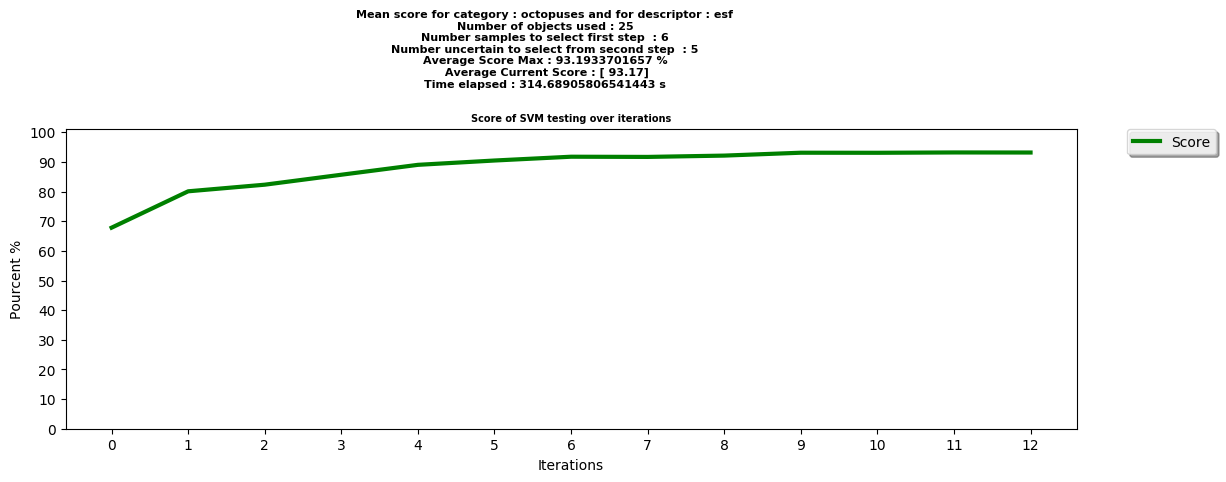 Mean score for category : octopuses and for descriptor : esf
Number of objects used : 25
Number samples to select first step  : 6
Number uncertain to select from second step  : 5
Average Score Max : 93.1933701657 %
Average Current Score : [ 93.17]
Time elapsed : 314.68905806541443 s
Score of SVM testing over iterations
100
90
80
70
60
50
40
30
20
10
0
Pourcent %
0 1 2 3 4 5 6 7 8 9 10 11 12
Iterations
Score